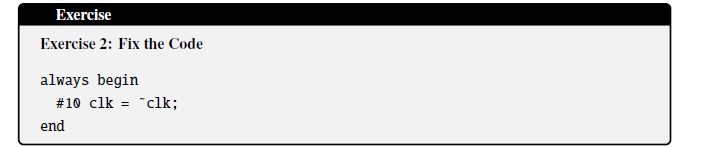 Exercise
Exercise 2: Fix the Code
always begin
#10 clk = ~clk;
end